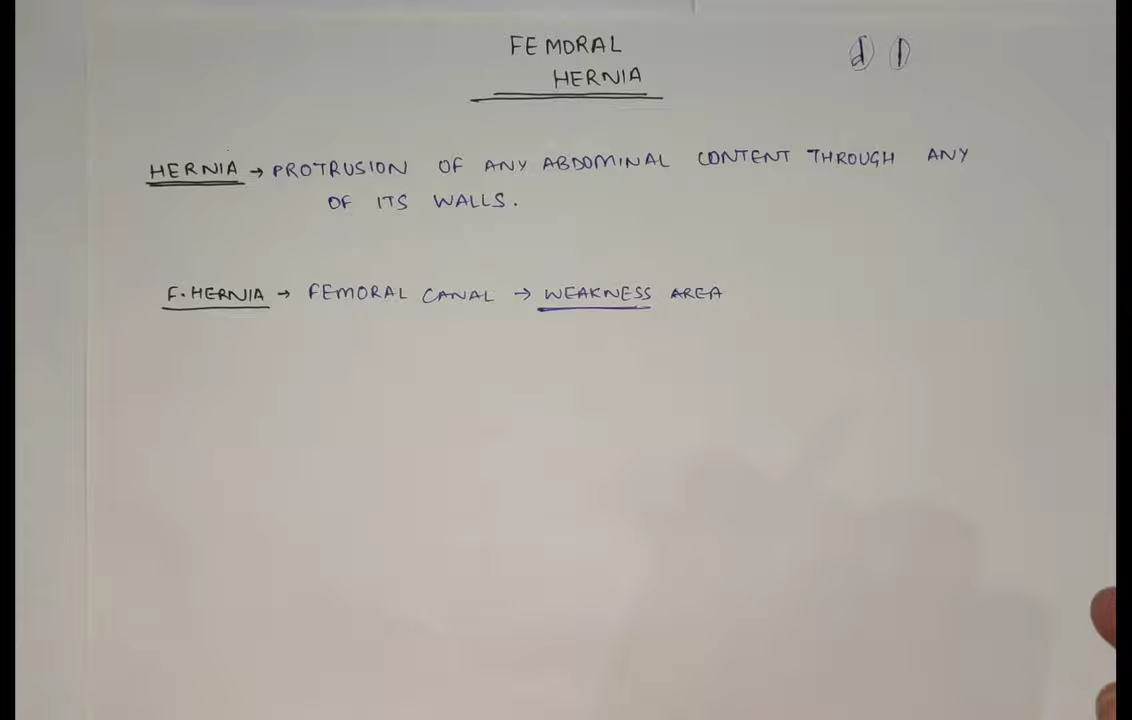 FEMORAL
HERNIA
HERNIA → PROTRUSION OF ANY ABDOMINAL CONTENT THROUGH ANY
OF ITS WALLS.
F. HERNIA → FEMORAL CANAL → WEAKNESS AREA